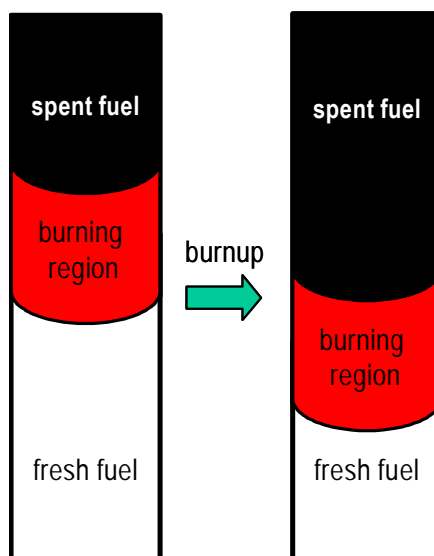 spent fuel
burning
region
fresh fuel
burnup
spent fuel
burning
region
fresh fuel